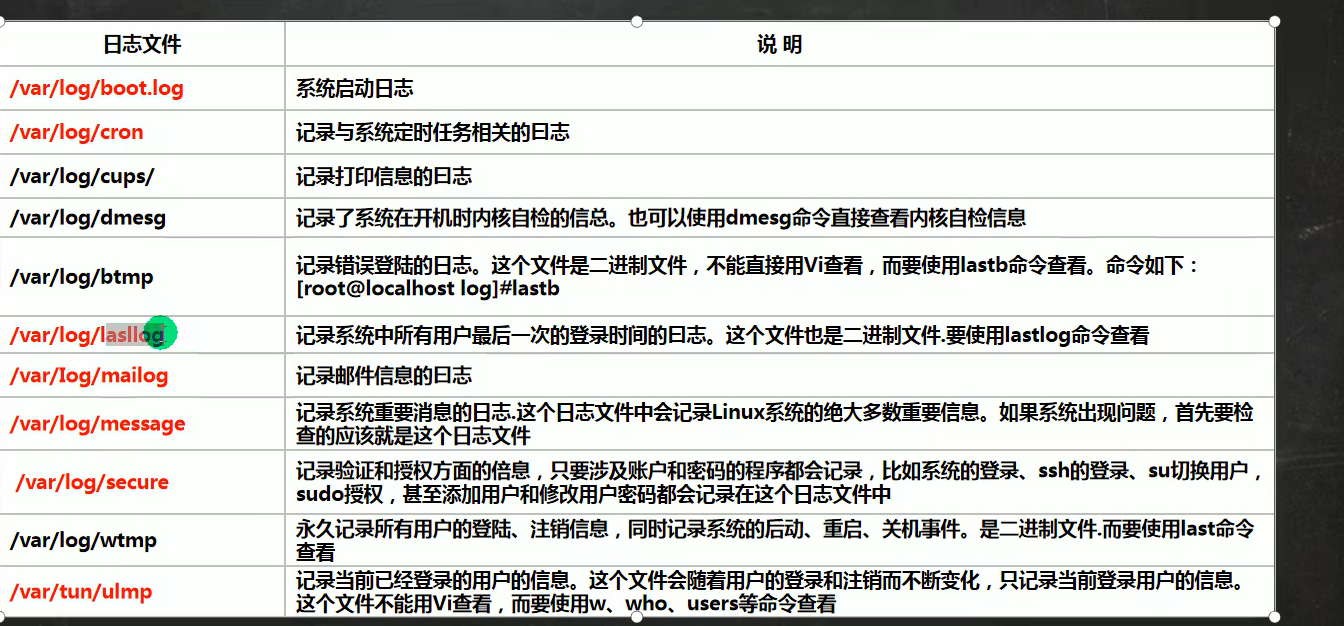 日志文件 说 明
/var/log/boot.log 系统启动日志
/var/log/cron 记录与系统定时任务相关的曰志
/var/log/cups/ 记录打印信息的曰志
/var/log/dmesg 记录了系统在开机时内核自检的信总。也可以使用dmesg命令直接查看内核自检信息
/var/log/btmp 记录错误登陆的日志。这个文件是二进制文件，不能直接用Vi查看，而要使用lastb命令查看。命令如下：
[root@localhost log]#lastb
/var/log/lasllog 记录系统中所有用户最后一次的登录时间的曰志。这个文件也是二进制文件.要使用lastlog命令查看
/var/Iog/mailog 记录邮件信息的曰志
/var/log/message 记录系统重要消息的日志.这个日志文件中会记录Linux系统的绝大多数重要信息。如果系统出现问题，首先要检
查的应该就是这个日志文件
/var/log/secure 记录验证和授权方面的倍息，只要涉及账户和密码的程序都会记录，比如系统的登录、ssh的登录、su切换用户，
sudo授权，甚至添加用户和修改用户密码都会记录在这个日志文件中
/var/log/wtmp 永久记录所有用户的登陆、注销信息，同时记录系统的后动、重启、关机事件。是二进制文件.而要使用last命令
查看
/var/tun/ulmp 记录当前已经登录的用户的信息。这个文件会随着用户的登录和注销而不断变化，只记录当前登录用户的信息。
这个文件不能用Vi查看，而要使用w、who、users等命令查看